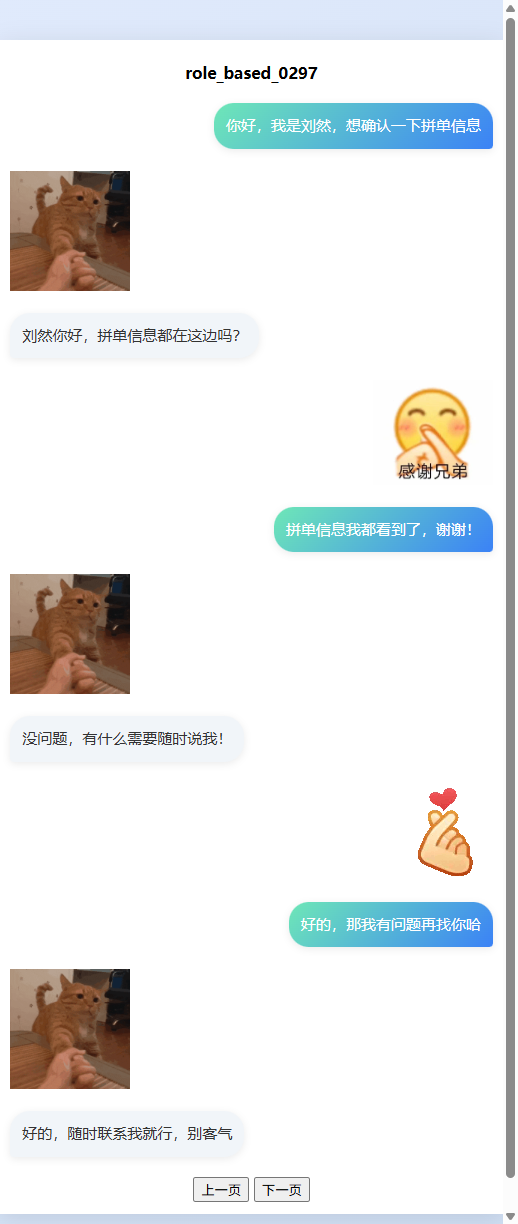 role_based_0297
你好，我是刘然，想确认一下拼单信息
刘然你好，拼单信息都在这边吗？
感谢兄弟
拼单信息我都看到了，谢谢！
没问题，有什么需要随时说我！
好的，那我有问题再找你哈
好的，随时联系我就行，别客气
上一页 下一页